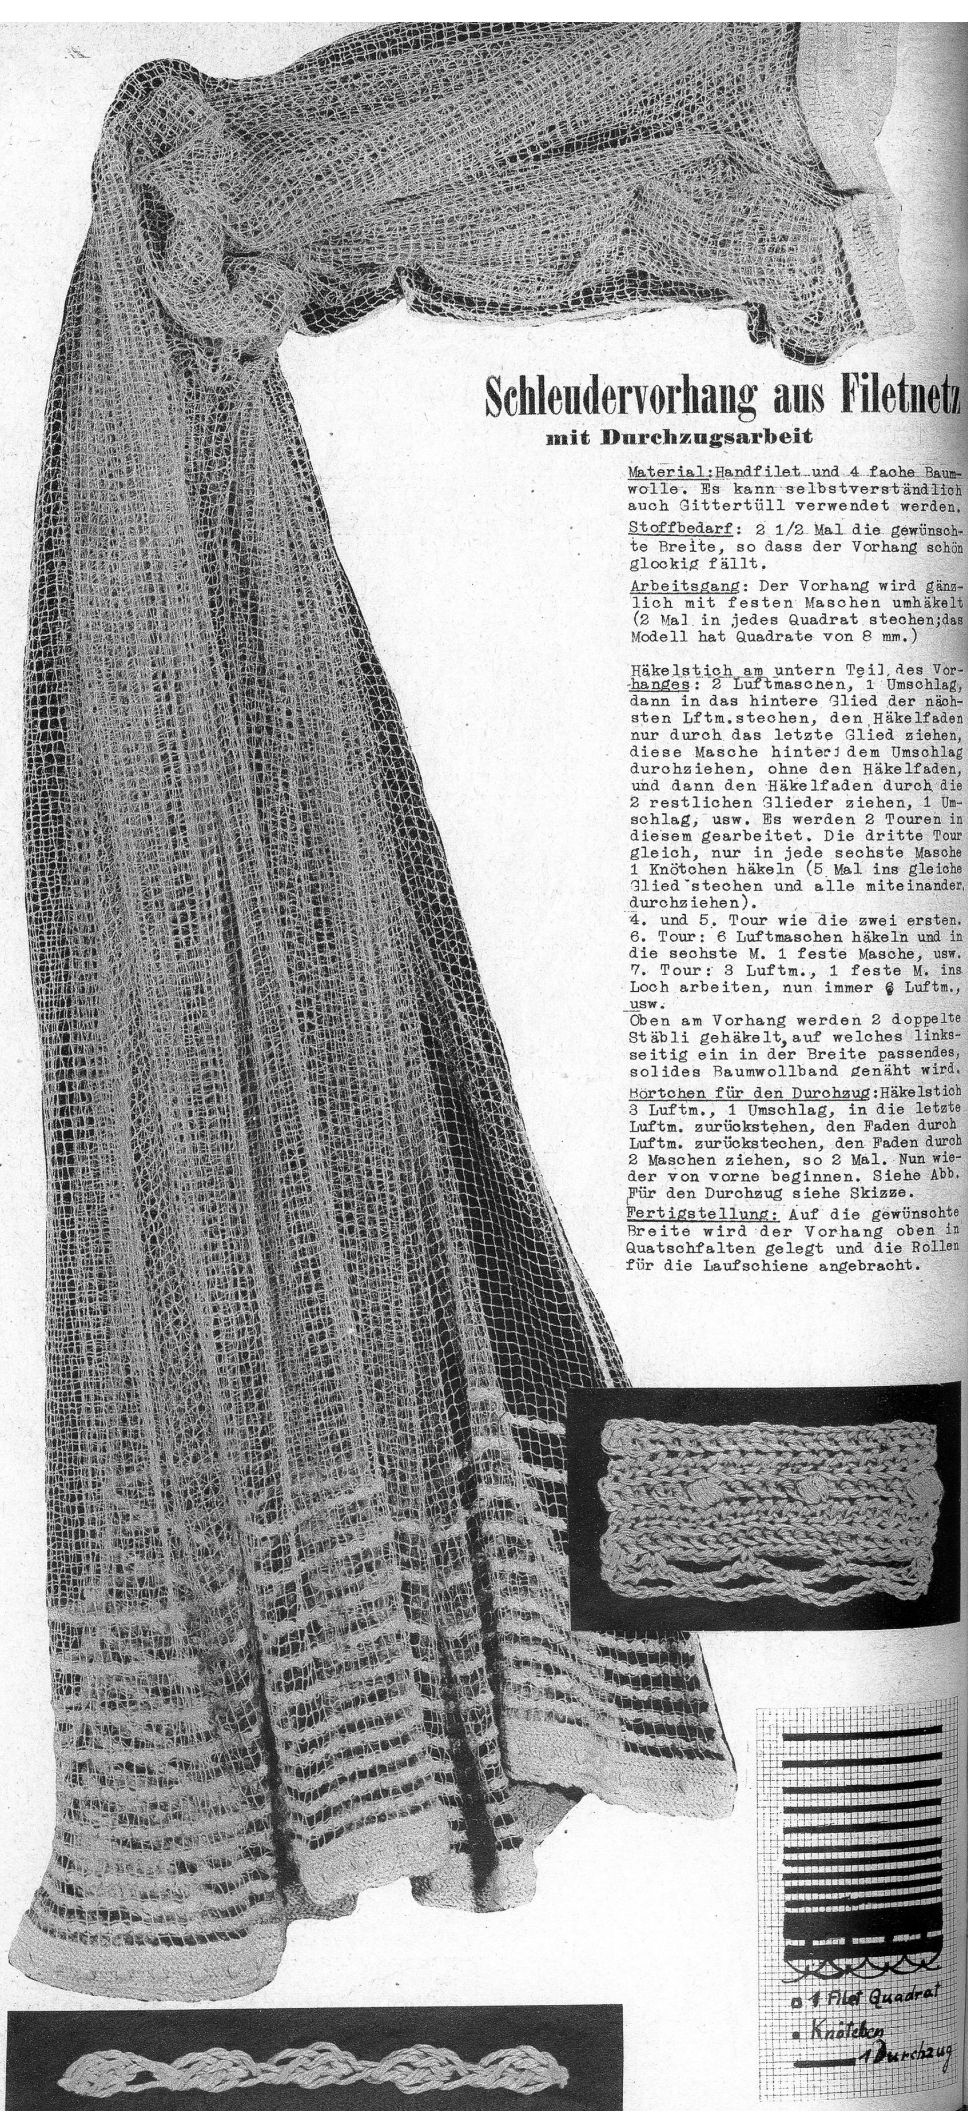 Schleudervorhang aus Filetnetz
mit Durchzugsarbeit
Material:Handfilet und 4 fache Baum-
wolle. Es kann selbstverständlich
auch Gittertüll verwendet werden.
Stoffbedarf: 2 1/2 Mal die gewünsch-
te Breite, so dass der Vorhang schön
glockig fällt.
Arbeitsgang: Der Vorhang wird gänz-
lich mit festen Maschen umhäkelt
(2 Mal in jedes Quadrat stechen;das
Modell hat Quadrate von 8 mm.)
Häkelstich am untern Teil des Vor-
hanges: 2 Luftmaschen, 1 Umschlag,
dann in das hintere Glied der näch-
sten Lftm.stechen, den Häkelfaden
nur durch das letzte Glied ziehen,
diese Masche hinter dem Umschlag
durchziehen, ohne den Häkelfaden,
und dann den Häkelfaden durch die
2 restlichen Glieder ziehen, 1 Um-
schlag, usw. Es werden 2 Touren in
diesem gearbeitet. Die dritte Tour
gleich, nur in jede sechste Masche
1 Knötchen häkeln (5 Mal ins gleiche
Glied stechen und alle miteinander
durchziehen).
4. und 5. Tour wie die zwei ersten.
6. Tour: 6 Luftmaschen häkeln und in
die sechste M. 1 feste Masche, usw.
7. Tour: 3 Luftm., 1 feste M. ins
Loch arbeiten, nun immer 6 Luftm.,
usw.
Oben am Vorhang werden 2 doppelte
Stäbli gehäkelt, auf welches links-
seitig ein in der Breite passendes,
solides Baumwollband genäht wird.
Börtchen für den Durchzug:Häkelstich
3 Luftm., 1 Umschlag, in die letzte
Luftm. zurückstehen, den Faden durch
Luftm. zurückstechen, den Faden durch
2 Maschen ziehen, so 2 Mal. Nun wie-
der von vorne beginnen. Siehe Abb.
Für den Durchzug siehe Skizze.
Fertigstellung: Auf die gewünschte
Breite wird der Vorhang oben in
Quatschfalten gelegt und die Rollen
für die Laufschiene angebracht.
1 Filet Quadrat
Knötchen
1 Durchzug